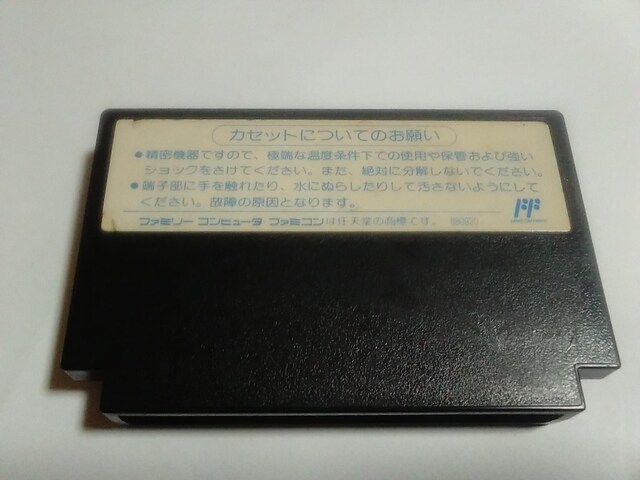 カセットについてのお願い
●精密機器ですので、極端な温度条件下での使用や保管および強い
ショックをさけてください。また、絶対に分解しないでください。
●端子部に手を触れたり、水にぬらしたりして汚さないようにして
ください。故障の原因となります。
ファミリーコンピュータ・ファミコンは任天堂の商標です。